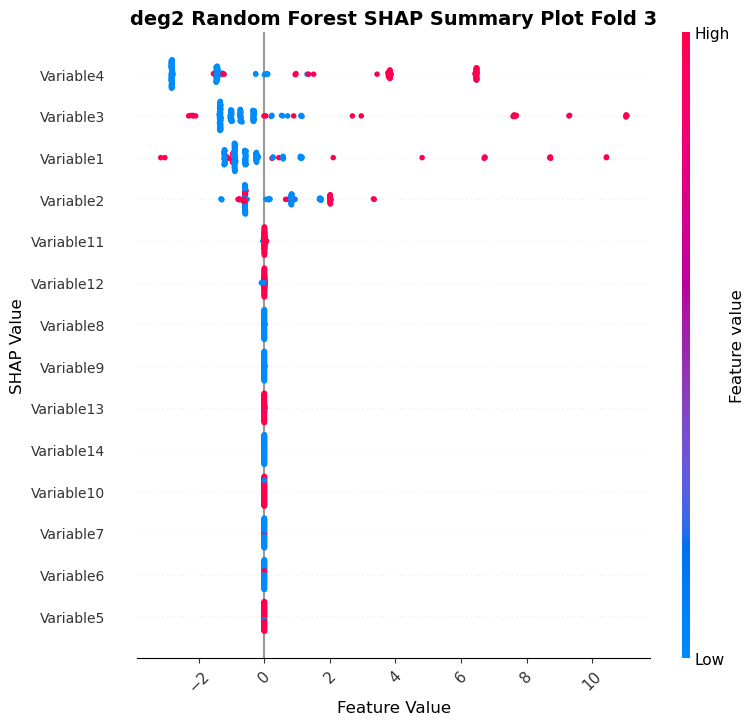 deg2 Random Forest SHAP Summary Plot Fold 3
High
Variable4
Variable3
Variable1
Variable2
Variable11
Variable12
Variable8
Variable9
Variable13
Variable14
Variable10
Variable7
Variable6
Variable5
SHAP Value
Feature value
Low
−2
0
2
4
6
8
10
Feature Value